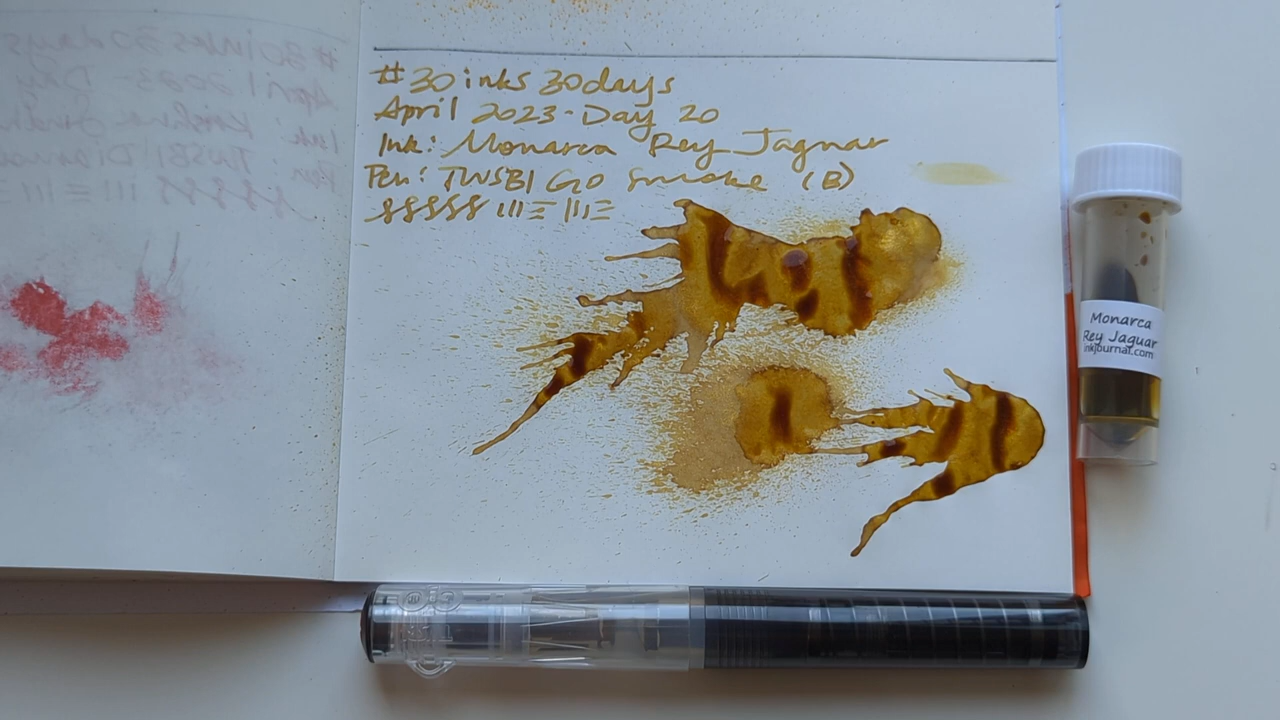 #30inks30days
April 2023 - Day 20
Ink: Monarca Rey Jaguar
Pen: TWSBI GO Smoke (B)
Monarca
Rey Jaguar
inkjournal.com